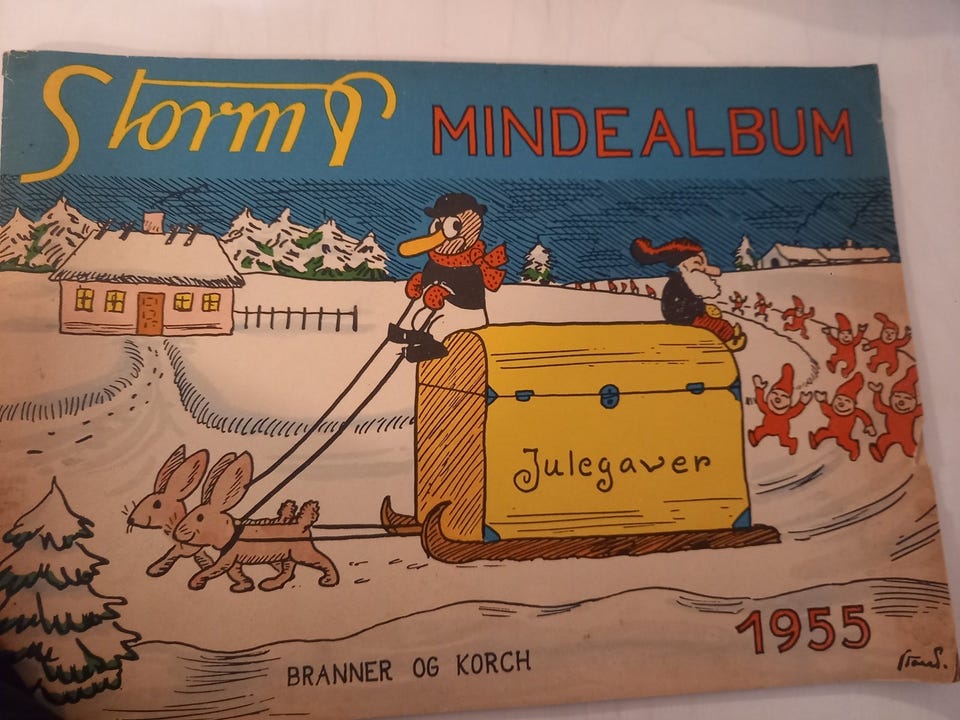 Storm P MINDEALBUM
Julegaver
1955
BRANNER OG KORCH